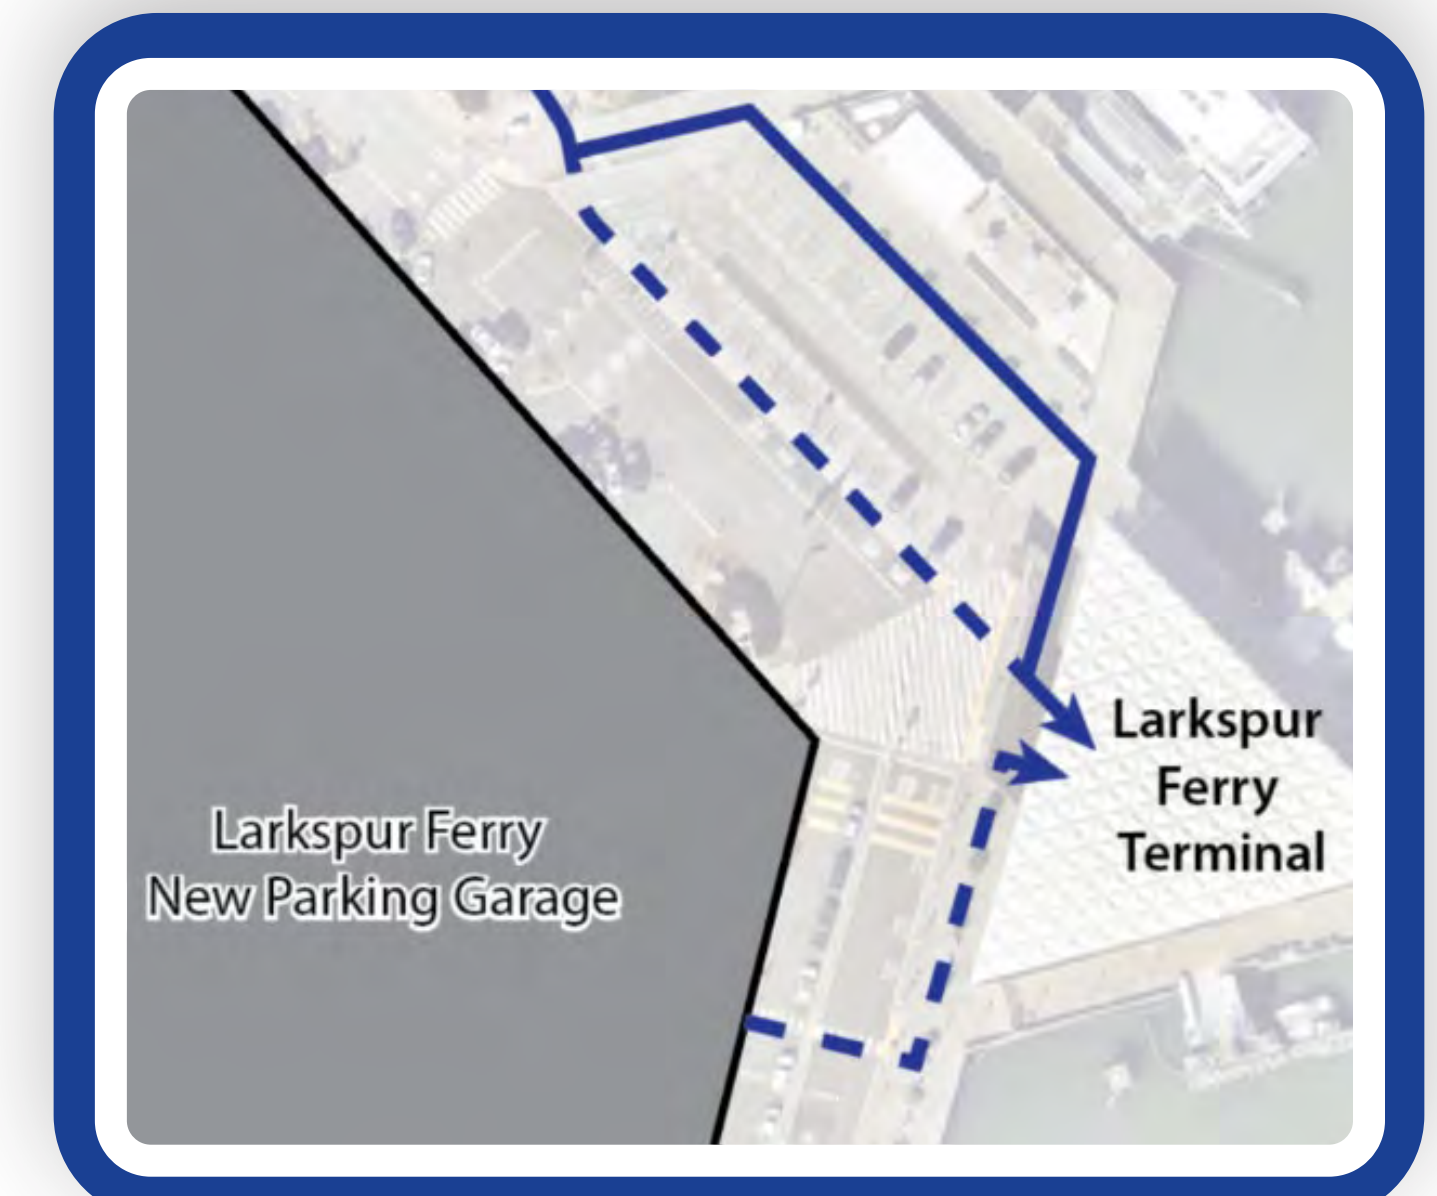 Larkspur
Ferry
Terminal
Larkspur Ferry
New Parking Garage